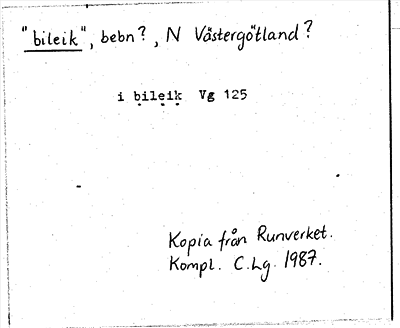 "bileik", bebn?, N Västergötland?
i bileik Vg 125
Kopia från Runverket.
Kompl. C.Lg. 1987.